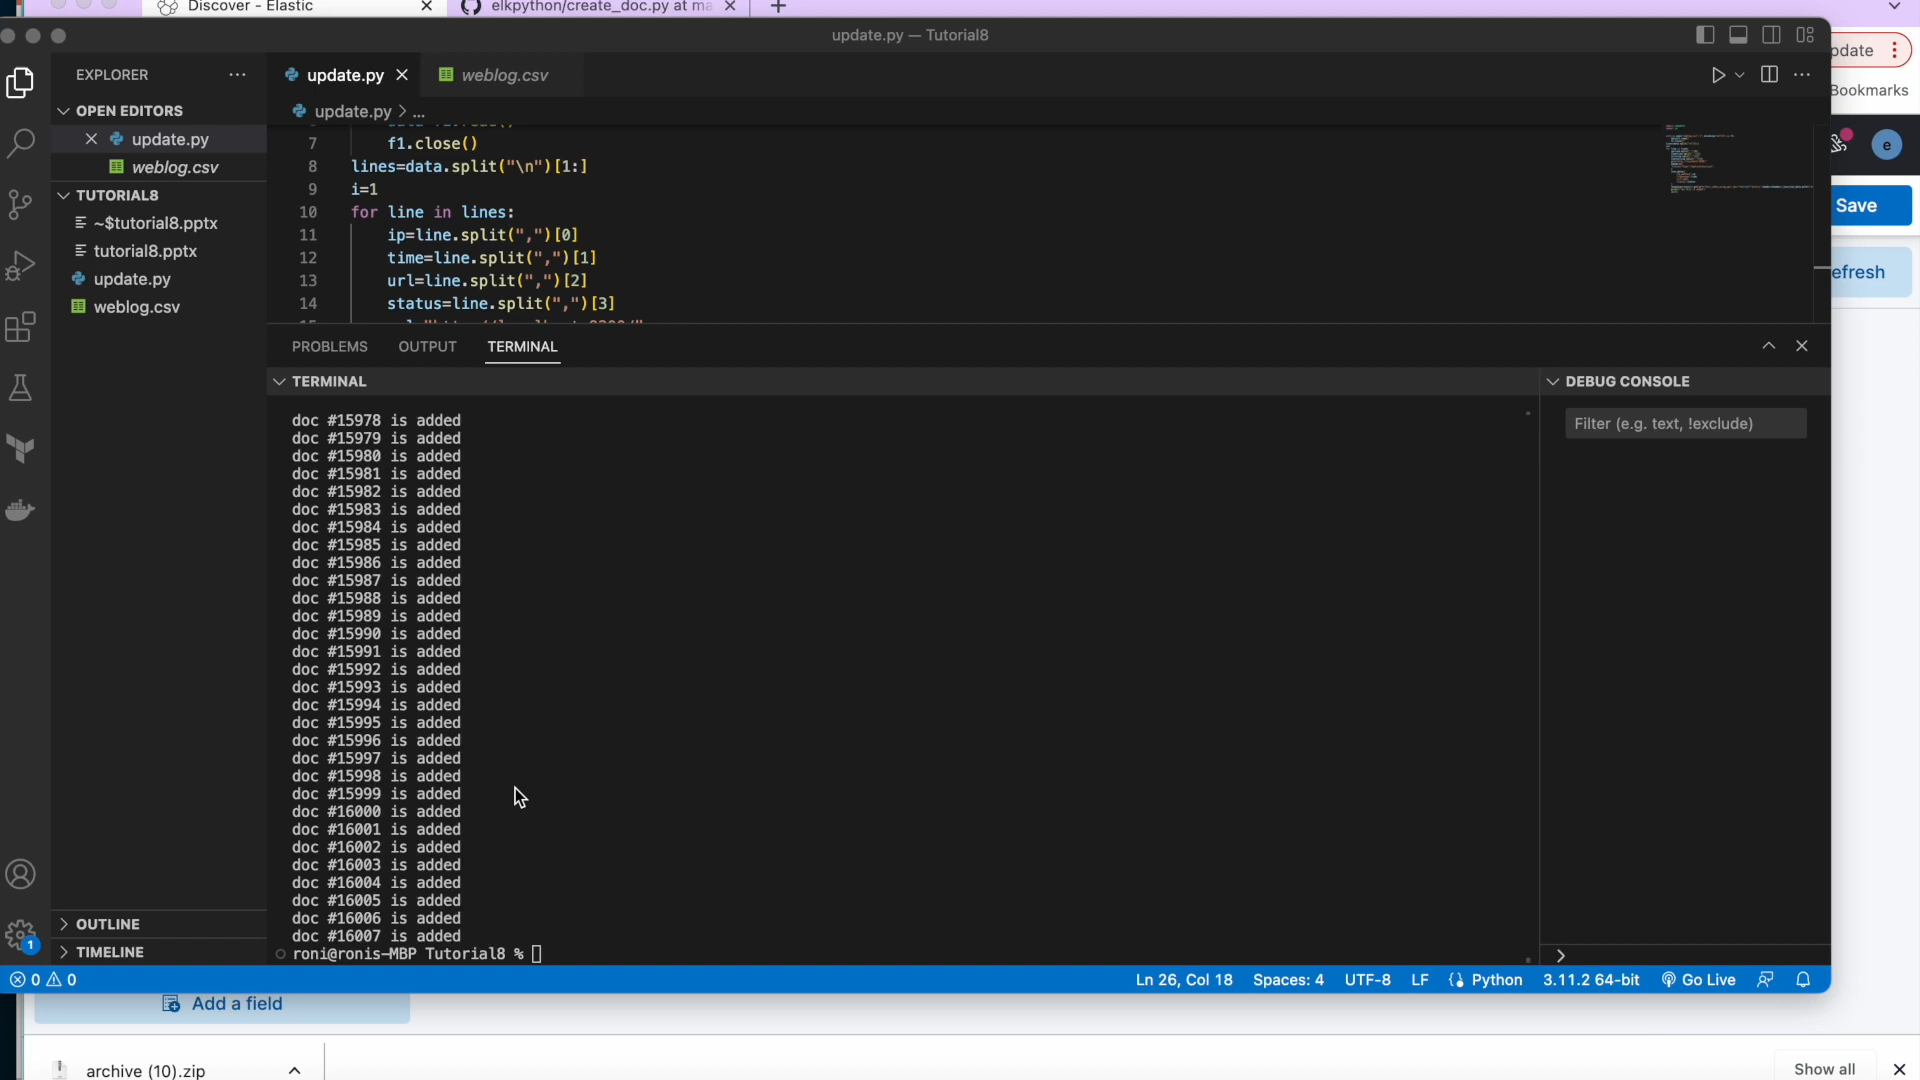 Discover - Elastic
elkpython/create_doc.py at ma
update.py — Tutorial8
pdate
Bookmarks
e
Save
efresh
EXPLORER
OPEN EDITORS
update.py
weblog.csv
TUTORIAL8
~$tutorial8.pptx
tutorial8.pptx
update.py
weblog.csv
OUTLINE
TIMELINE
1
update.py
weblog.csv
update.py > ...
7 f1.close()
8 lines=data.split("\n")[1:]
9 i=1
10 for line in lines:
11 ip=line.split(",")[0]
12 time=line.split(",")[1]
13 url=line.split(",")[2]
14 status=line.split(",")[3]
PROBLEMS OUTPUT TERMINAL
TERMINAL
doc #15978 is added
doc #15979 is added
doc #15980 is added
doc #15981 is added
doc #15982 is added
doc #15983 is added
doc #15984 is added
doc #15985 is added
doc #15986 is added
doc #15987 is added
doc #15988 is added
doc #15989 is added
doc #15990 is added
doc #15991 is added
doc #15992 is added
doc #15993 is added
doc #15994 is added
doc #15995 is added
doc #15996 is added
doc #15997 is added
doc #15998 is added
doc #15999 is added
doc #16000 is added
doc #16001 is added
doc #16002 is added
doc #16003 is added
doc #16004 is added
doc #16005 is added
doc #16006 is added
doc #16007 is added
roni@ronis-MBP Tutorial8 %
DEBUG CONSOLE
Filter (e.g. text, !exclude)
0 0
Ln 26, Col 18 Spaces: 4 UTF-8 LF Python 3.11.2 64-bit Go Live
Add a field
archive (10).zip
Show all